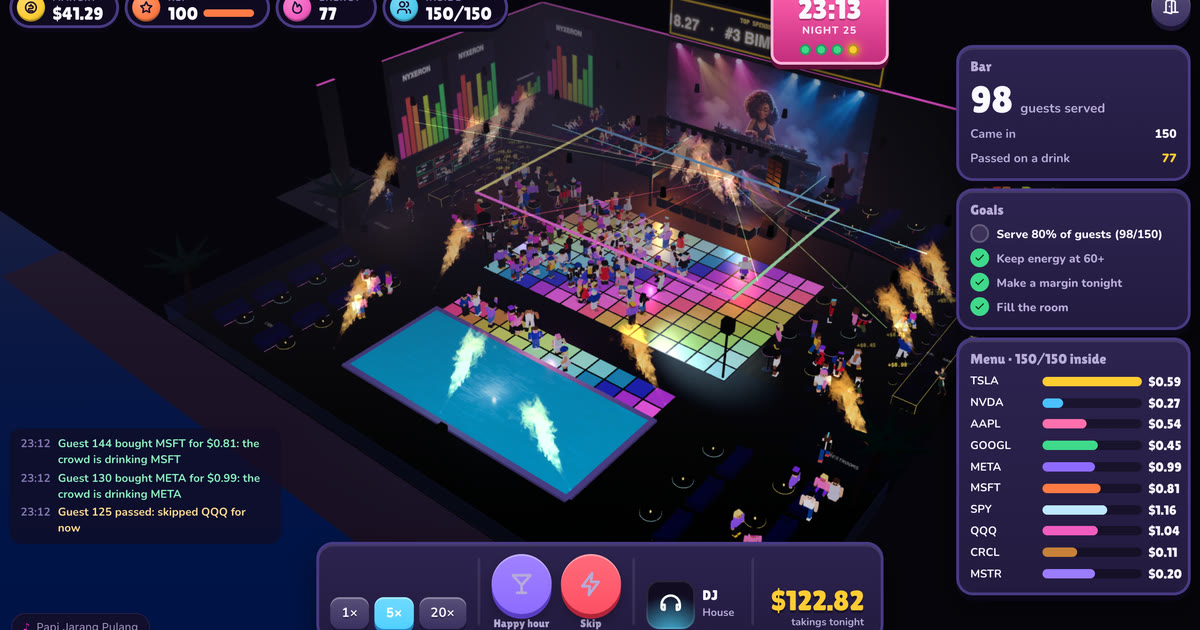 $41.29
100
77
150/150
23:13
NIGHT 25
8.27 · #3 BIM
TOP SPEND
NYXERON
NYXERON
NYXERON
Bar
98 guests served
Came in 150
Passed on a drink 77
Goals
Serve 80% of guests (98/150)
Keep energy at 60+
Make a margin tonight
Fill the room
Menu · 150/150 inside
TSLA $0.59
NVDA $0.27
AAPL $0.54
GOOGL $0.45
META $0.99
MSFT $0.81
SPY $1.16
QQQ $1.04
CRCL $0.11
MSTR $0.20
23:12 Guest 144 bought MSFT for $0.81: the
crowd is drinking MSFT
23:12 Guest 130 bought META for $0.99: the
crowd is drinking META
23:12 Guest 125 passed: skipped QQQ for
now
1× 5× 20×
Happy hour
Skip
DJ
House
$122.82
takings tonight
Papi Jarang Pulang